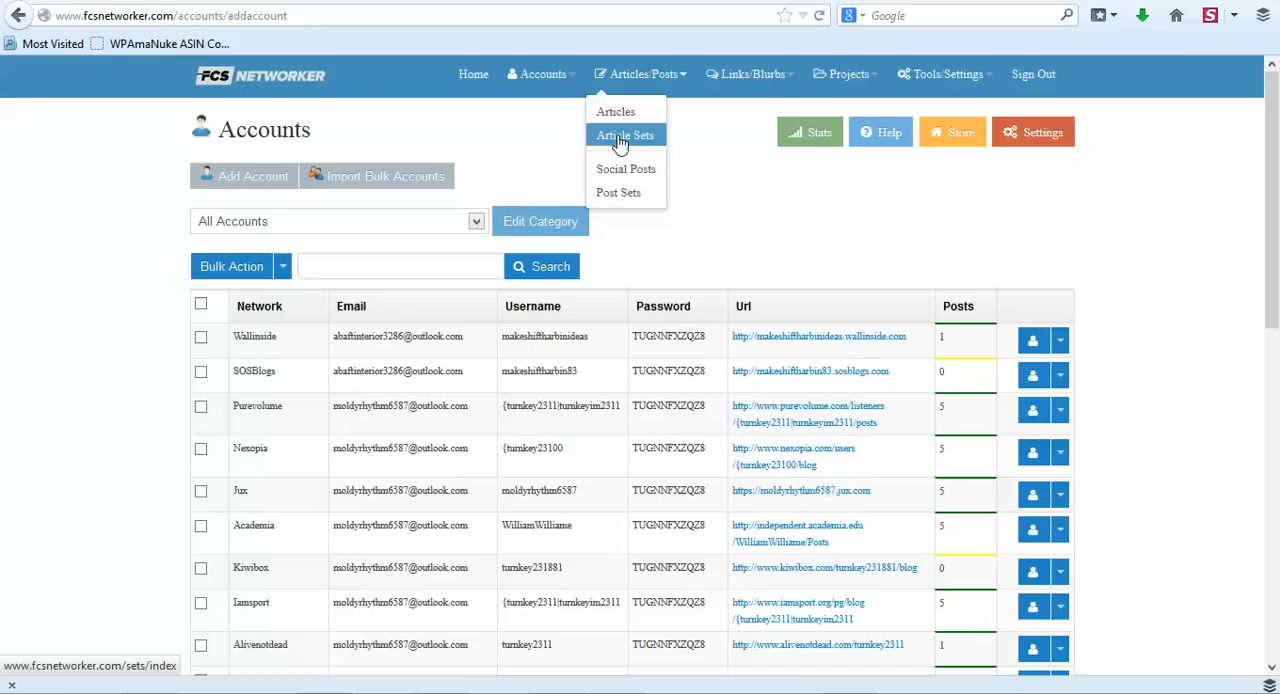 www.fcsnetworker.com/accounts/addaccount
Google
Most Visited
WPAmaNuke ASIN Co...
FCS NETWORKER
Home
Accounts
Articles/Posts
Links/Blurbs
Projects
Tools/Settings
Sign Out
Articles
Article Sets
Social Posts
Post Sets
Accounts
Stats
Help
Store
Settings
Add Account
Import Bulk Accounts
All Accounts
Edit Category
Bulk Action
Search
Network Email Username Password Url Posts
Wallinside abaftinterior3286@outlook.com makeshiftharbinideas TUGNNFXZQZ8 http://makeshiftharbinideas.wallinside.com 1
SOSBlogs abaftinterior3286@outlook.com makeshiftharbin83 TUGNNFXZQZ8 http://makeshiftharbin83.sosblogs.com 0
Purevolume moldyrhythm6587@outlook.com {turnkey2311|turnkeyim2311 TUGNNFXZQZ8 http://www.purevolume.com/listeners 5
/{turnkey2311|turnkeyim2311/posts
Nexopia moldyrhythm6587@outlook.com {turnkey23100 TUGNNFXZQZ8 http://www.nexopia.com/users 5
/{turnkey23100/blog
Jux moldyrhythm6587@outlook.com moldyrhythm6587 TUGNNFXZQZ8 https://moldyrhythm6587.jux.com 5
Academia moldyrhythm6587@outlook.com WilliamWilliame TUGNNFXZQZ8 http://independent.academia.edu 5
/WilliamWilliame/Posts
Kiwibox moldyrhythm6587@outlook.com turnkey231881 TUGNNFXZQZ8 http://www.kiwibox.com/turnkey231881/blog 0
Iamsport moldyrhythm6587@outlook.com {turnkey2311|turnkeyim2311 TUGNNFXZQZ8 http://www.iamsport.org/pg/blog 5
/{turnkey2311|turnkeyim2311
Alivenotdead moldyrhythm6587@outlook.com turnkey2311 TUGNNFXZQZ8 http://www.alivenotdead.com/turnkey2311 1
www.fcsnetworker.com/sets/index